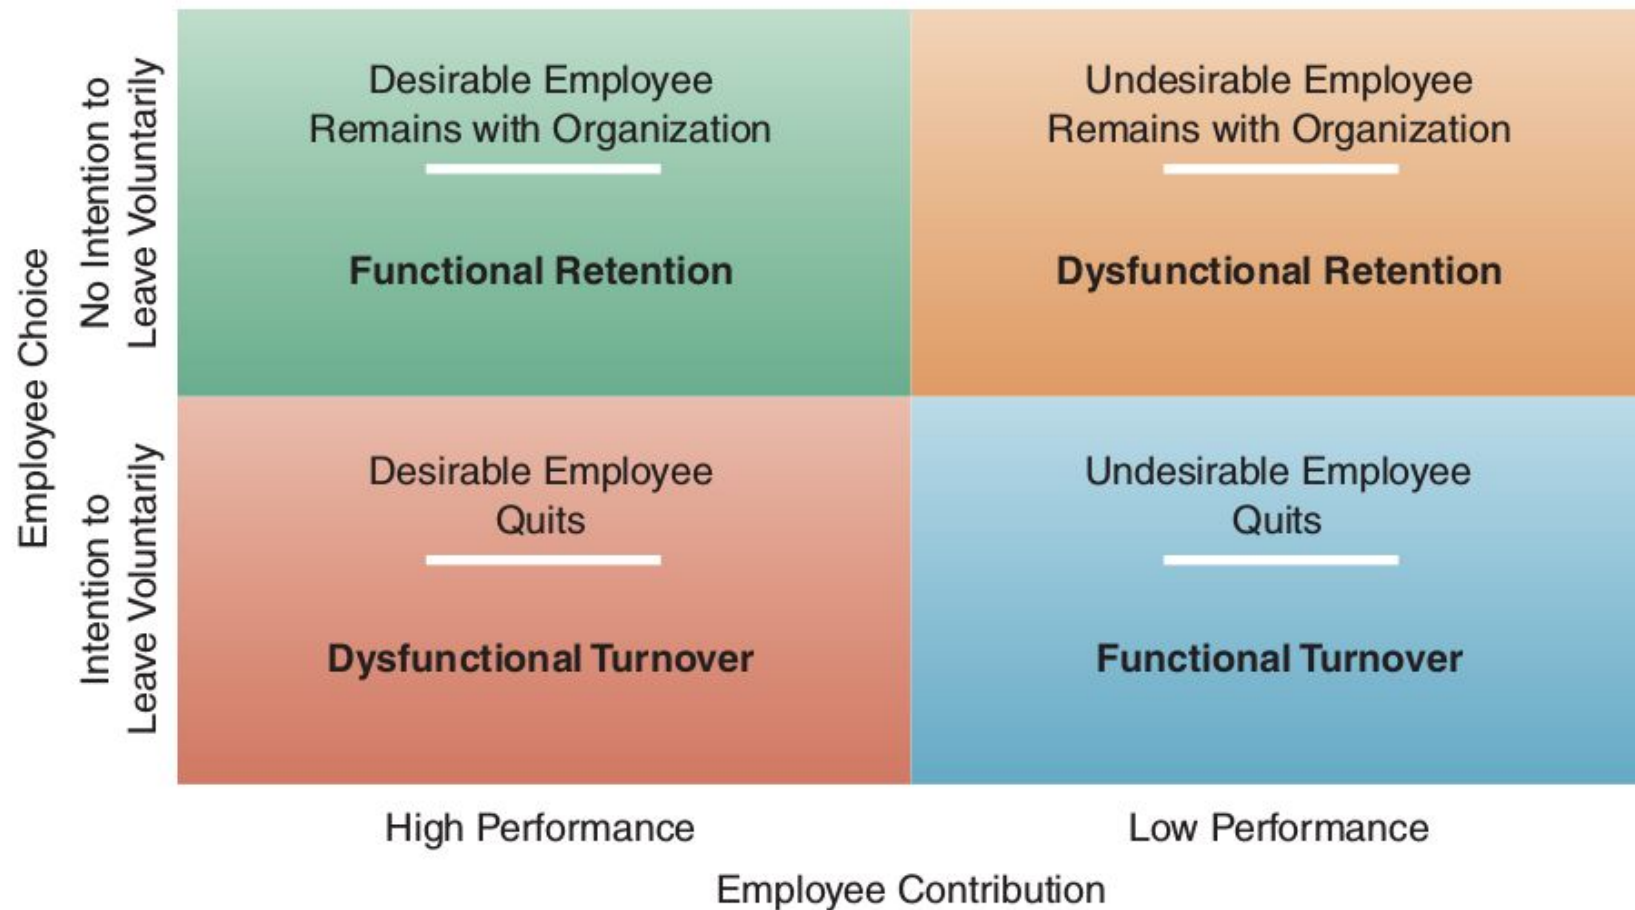 Employee Choice
No Intention to
Leave Voluntarily
Desirable Employee
Remains with Organization
Functional Retention
Undesirable Employee
Remains with Organization
Dysfunctional Retention
Intention to
Leave Voluntarily
Desirable Employee
Quits
Dysfunctional Turnover
Undesirable Employee
Quits
Functional Turnover
High Performance
Low Performance
Employee Contribution